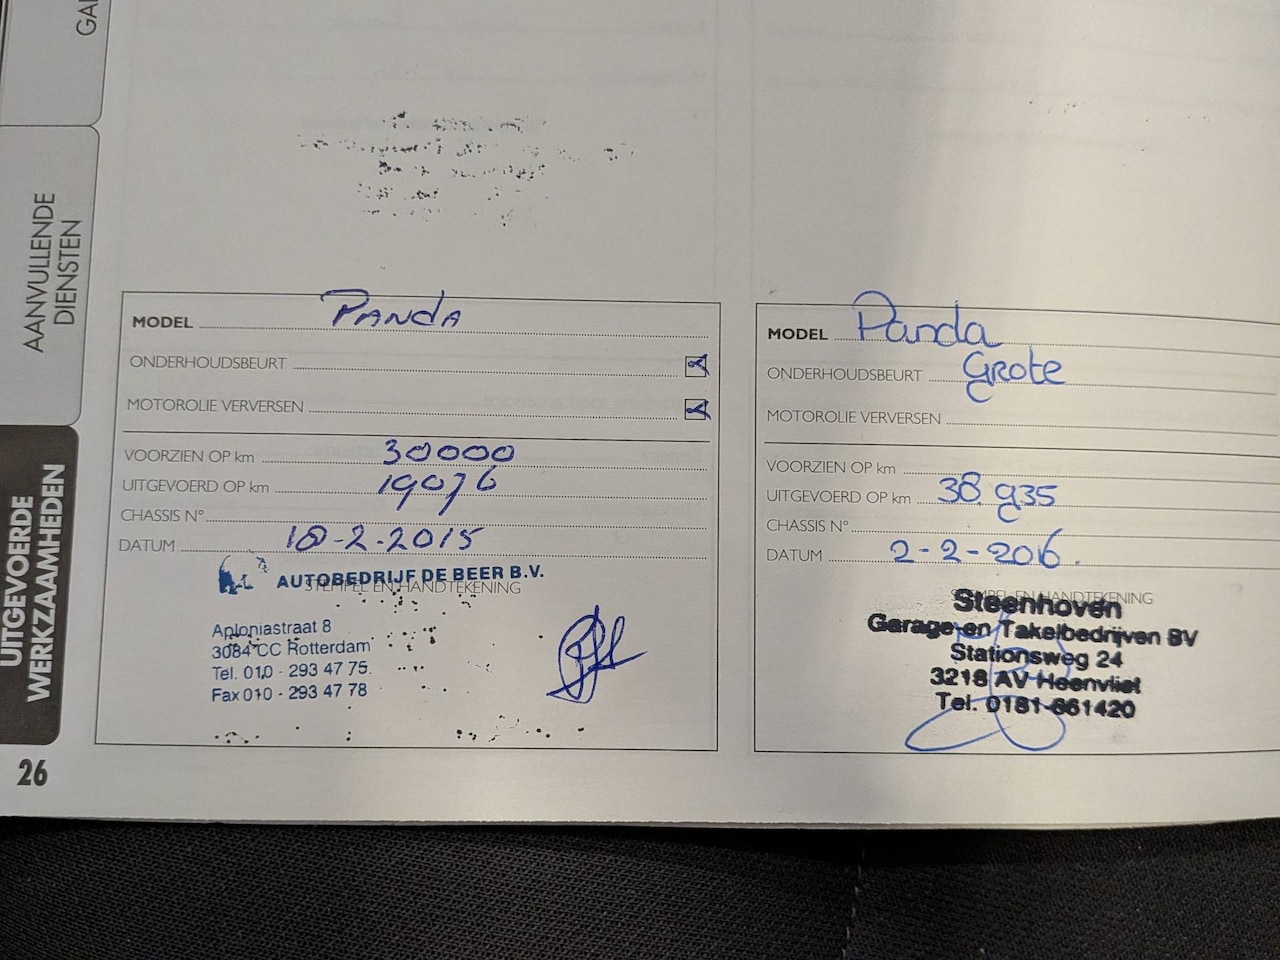 GA
AANVULLENDE
DIENSTEN
UITGEVOERDE
WERKZAAMHEDEN
26
MODEL PANdA
ONDERHOUDSBEURT
MOTOROLIE VERVERSEN
VOORZIEN OP km 30000
UITGEVOERD OP km 19076
CHASSIS N°
DATUM 18-2-2015
AUTOBEDRIJF DE BEER B.V.
STEMPEL EN HANDTEKENING
Aploniastraat 8
3084 CC Rotterdam
Tel. 010 - 293 47 75
Fax 010 - 293 47 78
MODEL Panda
ONDERHOUDSBEURT Grote
MOTOROLIE VERVERSEN
VOORZIEN OP km
UITGEVOERD OP km 38.935
CHASSIS N°
DATUM 2-2-2016.
STEMPEL EN HANDTEKENING
Steenhoven
Garage en Takelbedrijven BV
Stationsweg 24
3218 AV Heenvliet
Tel. 0181-661420